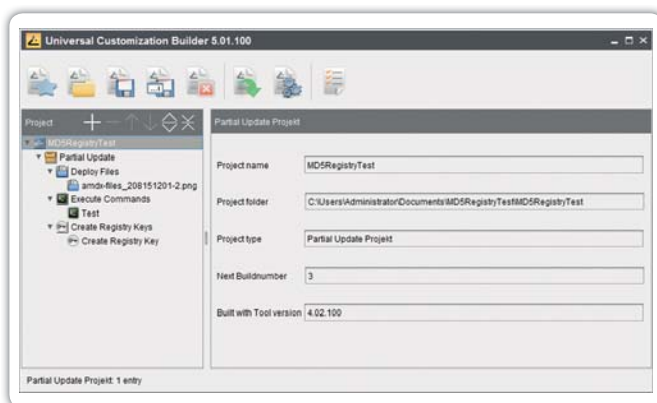 Universal Customization Builder 5.01.100
Project
MD5RegistryTest
Partial Update
Deploy Files
amdx-files_208151201-2.png
Execute Commands
Test
Create Registry Keys
Create Registry Key
Partial Update Projekt
Project name MD5RegistryTest
Project folder C:\Users\Administrator\Documents\MD5RegistryTest\MD5RegistryTest
Project type Partial Update Projekt
Next Buildnumber 3
Built with Tool version 4.02.100
Partial Update Projekt: 1 entry